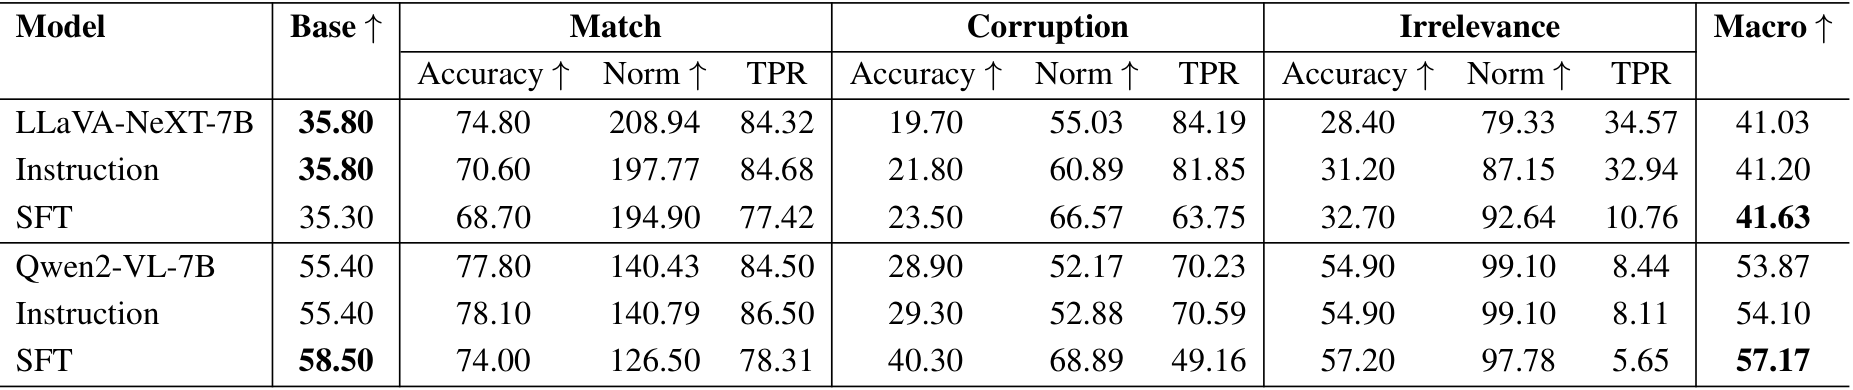 Model Base ↑ Match Corruption Irrelevance Macro ↑
Accuracy ↑ Norm ↑ TPR Accuracy ↑ Norm ↑ TPR Accuracy ↑ Norm ↑ TPR
LLaVA-NeXT-7B 35.80 74.80 208.94 84.32 19.70 55.03 84.19 28.40 79.33 34.57 41.03
Instruction 35.80 70.60 197.77 84.68 21.80 60.89 81.85 31.20 87.15 32.94 41.20
SFT 35.30 68.70 194.90 77.42 23.50 66.57 63.75 32.70 92.64 10.76 41.63
Qwen2-VL-7B 55.40 77.80 140.43 84.50 28.90 52.17 70.23 54.90 99.10 8.44 53.87
Instruction 55.40 78.10 140.79 86.50 29.30 52.88 70.59 54.90 99.10 8.11 54.10
SFT 58.50 74.00 126.50 78.31 40.30 68.89 49.16 57.20 97.78 5.65 57.17